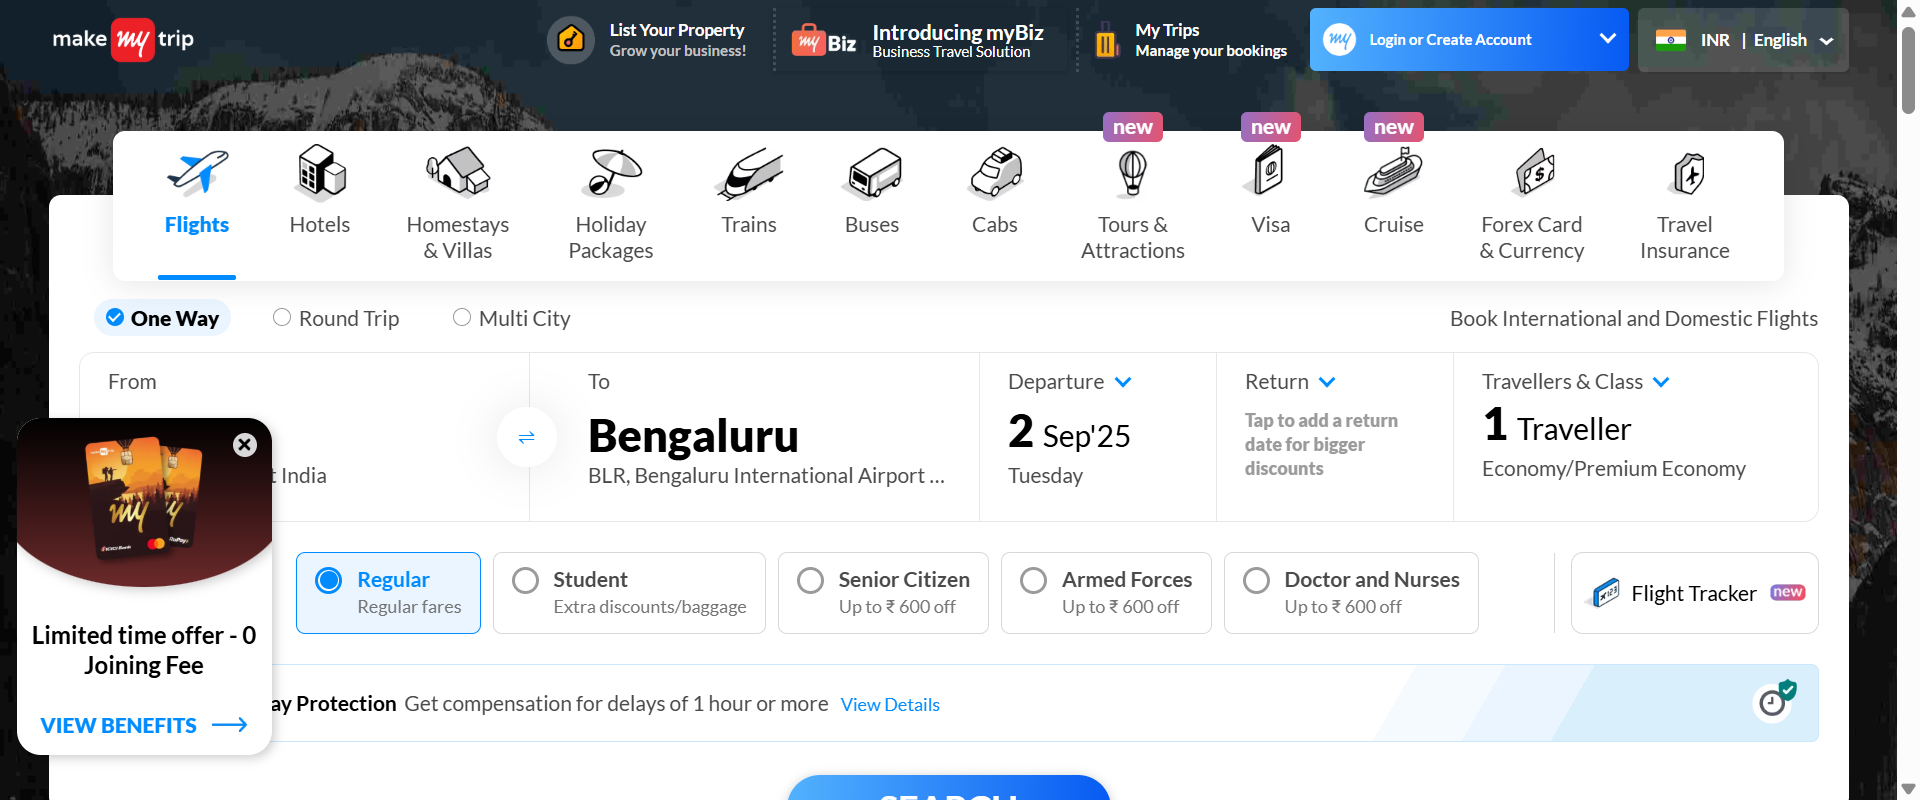 make my trip
List Your Property
Grow your business!
my Biz
Introducing myBiz
Business Travel Solution
My Trips
Manage your bookings
my
Login or Create Account
INR | English
new
new
new
Flights
Hotels
Homestays
& Villas
Holiday
Packages
Trains
Buses
Cabs
Tours &
Attractions
Visa
Cruise
Forex Card
& Currency
Travel
Insurance
One Way
Round Trip
Multi City
Book International and Domestic Flights
From
t India
To
Bengaluru
BLR, Bengaluru International Airport ...
Departure
2 Sep'25
Tuesday
Return
Tap to add a return
date for bigger
discounts
Travellers & Class
1 Traveller
Economy/Premium Economy
my
ICICI Bank
RuPay
Limited time offer - 0
Joining Fee
VIEW BENEFITS
Regular
Regular fares
Student
Extra discounts/baggage
Senior Citizen
Up to ₹ 600 off
Armed Forces
Up to ₹ 600 off
Doctor and Nurses
Up to ₹ 600 off
Flight Tracker new
ay Protection Get compensation for delays of 1 hour or more View Details
SEARCH